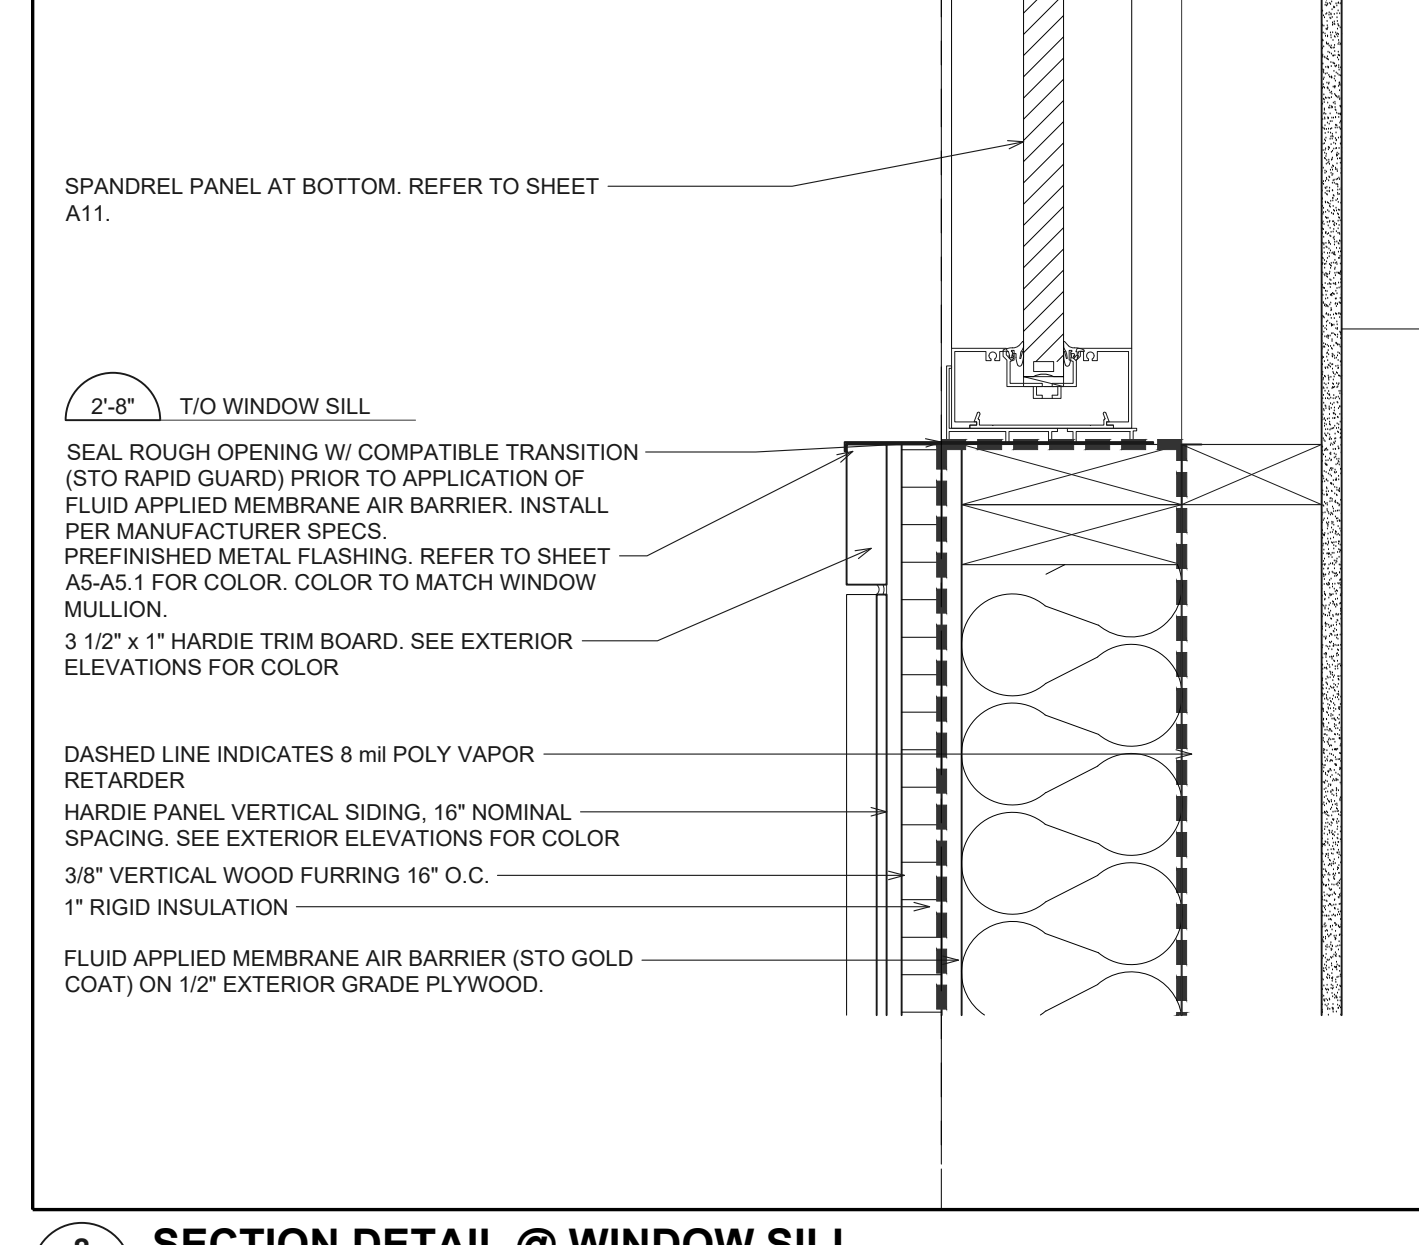 SPANDREL PANEL AT BOTTOM. REFER TO SHEET
A11.
2'-8" T/O WINDOW SILL
SEAL ROUGH OPENING W/ COMPATIBLE TRANSITION
(STO RAPID GUARD) PRIOR TO APPLICATION OF
FLUID APPLIED MEMBRANE AIR BARRIER. INSTALL
PER MANUFACTURER SPECS.
PREFINISHED METAL FLASHING. REFER TO SHEET
A5-A5.1 FOR COLOR. COLOR TO MATCH WINDOW
MULLION.
3 1/2" x 1" HARDIE TRIM BOARD. SEE EXTERIOR
ELEVATIONS FOR COLOR
DASHED LINE INDICATES 8 mil POLY VAPOR
RETARDER
HARDIE PANEL VERTICAL SIDING, 16" NOMINAL
SPACING. SEE EXTERIOR ELEVATIONS FOR COLOR
3/8" VERTICAL WOOD FURRING 16" O.C.
1" RIGID INSULATION
FLUID APPLIED MEMBRANE AIR BARRIER (STO GOLD
COAT) ON 1/2" EXTERIOR GRADE PLYWOOD.
SECTION DETAIL @ WINDOW SILL